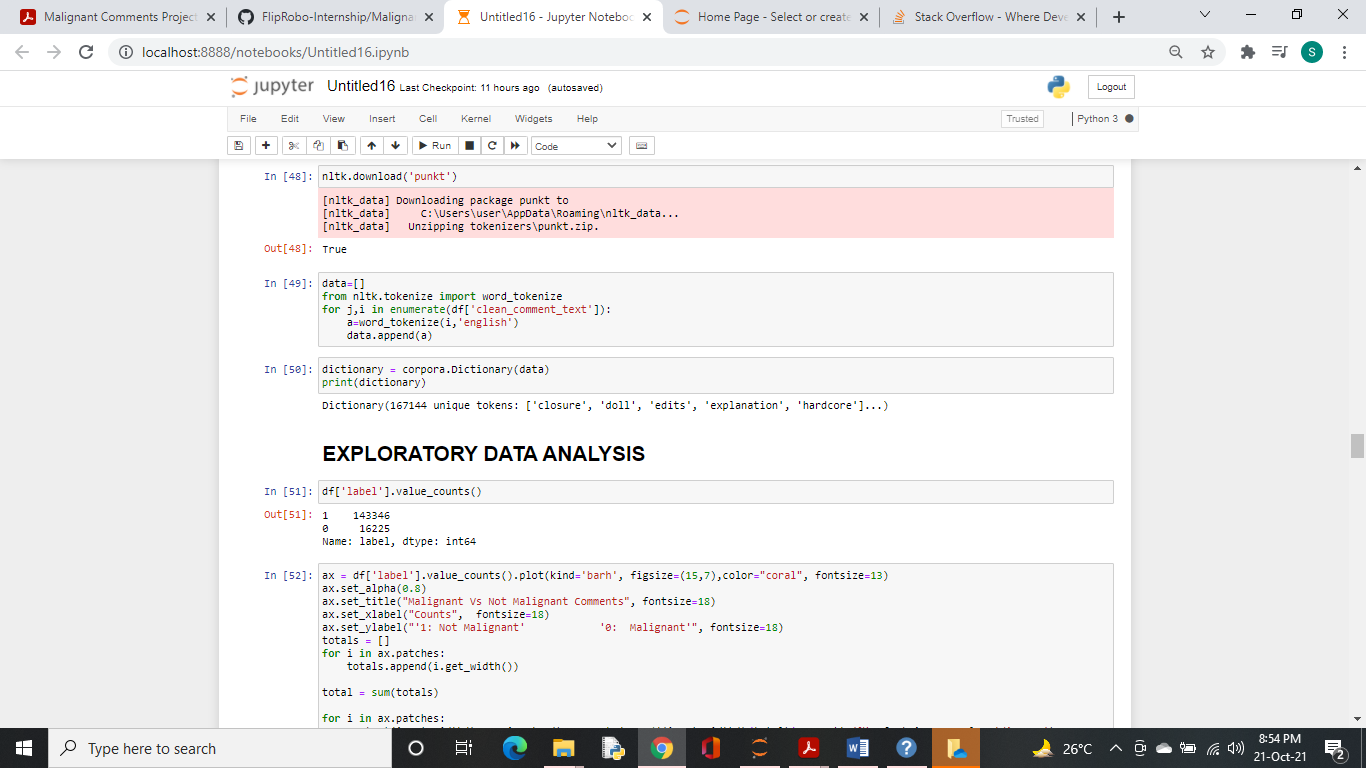 Malignant Comments Project
FlipRobo-Internship/Maligna
Untitled16 - Jupyter Noteboo
Home Page - Select or create
Stack Overflow - Where Deve
localhost:8888/notebooks/Untitled16.ipynb
S
jupyter Untitled16 Last Checkpoint: 11 hours ago (autosaved)
Logout
File Edit View Insert Cell Kernel Widgets Help
Trusted
Python 3
Run
Code
In [48]: nltk.download('punkt')
[nltk_data] Downloading package punkt to
[nltk_data]     C:\Users\user\AppData\Roaming\nltk_data...
[nltk_data]   Unzipping tokenizers\punkt.zip.
Out[48]: True
In [49]: data=[]
from nltk.tokenize import word_tokenize
for j,i in enumerate(df['clean_comment_text']):
    a=word_tokenize(i,'english')
    data.append(a)
In [50]: dictionary = corpora.Dictionary(data)
print(dictionary)
Dictionary(167144 unique tokens: ['closure', 'doll', 'edits', 'explanation', 'hardcore']...)
EXPLORATORY DATA ANALYSIS
In [51]: df['label'].value_counts()
Out[51]: 1    143346
0     16225
Name: label, dtype: int64
In [52]: ax = df['label'].value_counts().plot(kind='barh', figsize=(15,7),color="coral", fontsize=13)
ax.set_alpha(0.8)
ax.set_title("Malignant Vs Not Malignant Comments", fontsize=18)
ax.set_xlabel("Counts",  fontsize=18)
ax.set_ylabel("'1: Not Malignant'            '0:  Malignant'", fontsize=18)
totals = []
for i in ax.patches:
    totals.append(i.get_width())
total = sum(totals)
for i in ax.patches:
Type here to search
26°C
8:54 PM
21-Oct-21
2